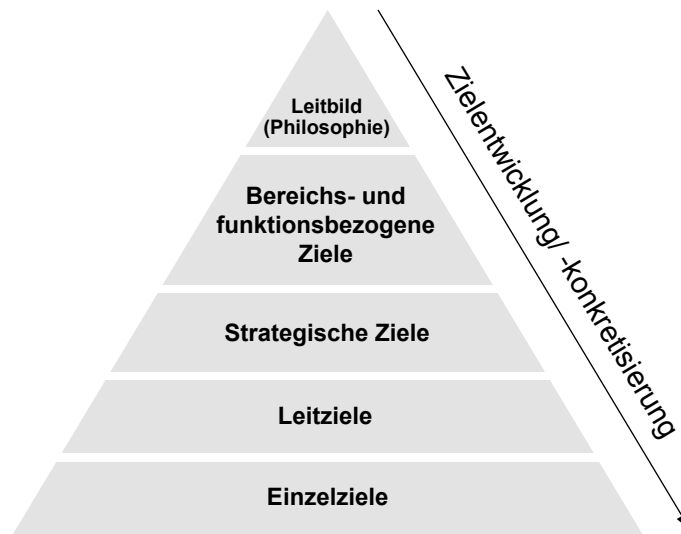 Leitbild
(Philosophie)
Bereichs- und
funktionsbezogene
Ziele
Strategische Ziele
Leitziele
Einzelziele
Zielentwicklung/ -konkretisierung